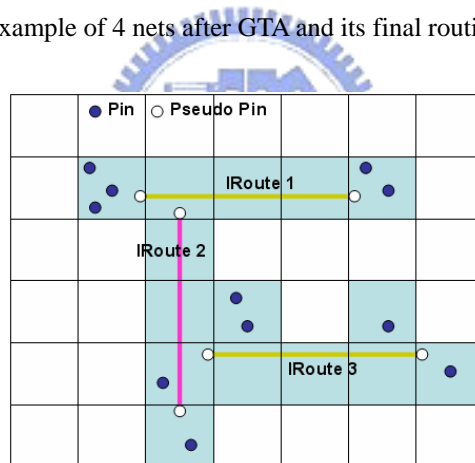 xample of 4 nets after GTA and its final routi
Pin Pseudo Pin
IRoute 1
IRoute 2
IRoute 3